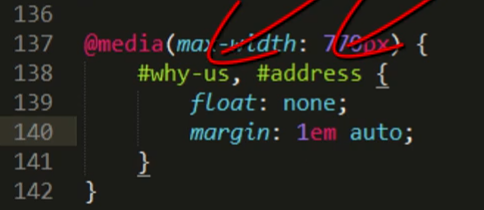 136
137 @media(max-width: 770px) {
138 #why-us, #address {
139 float: none;
140 margin: 1em auto;
141 }
142 }